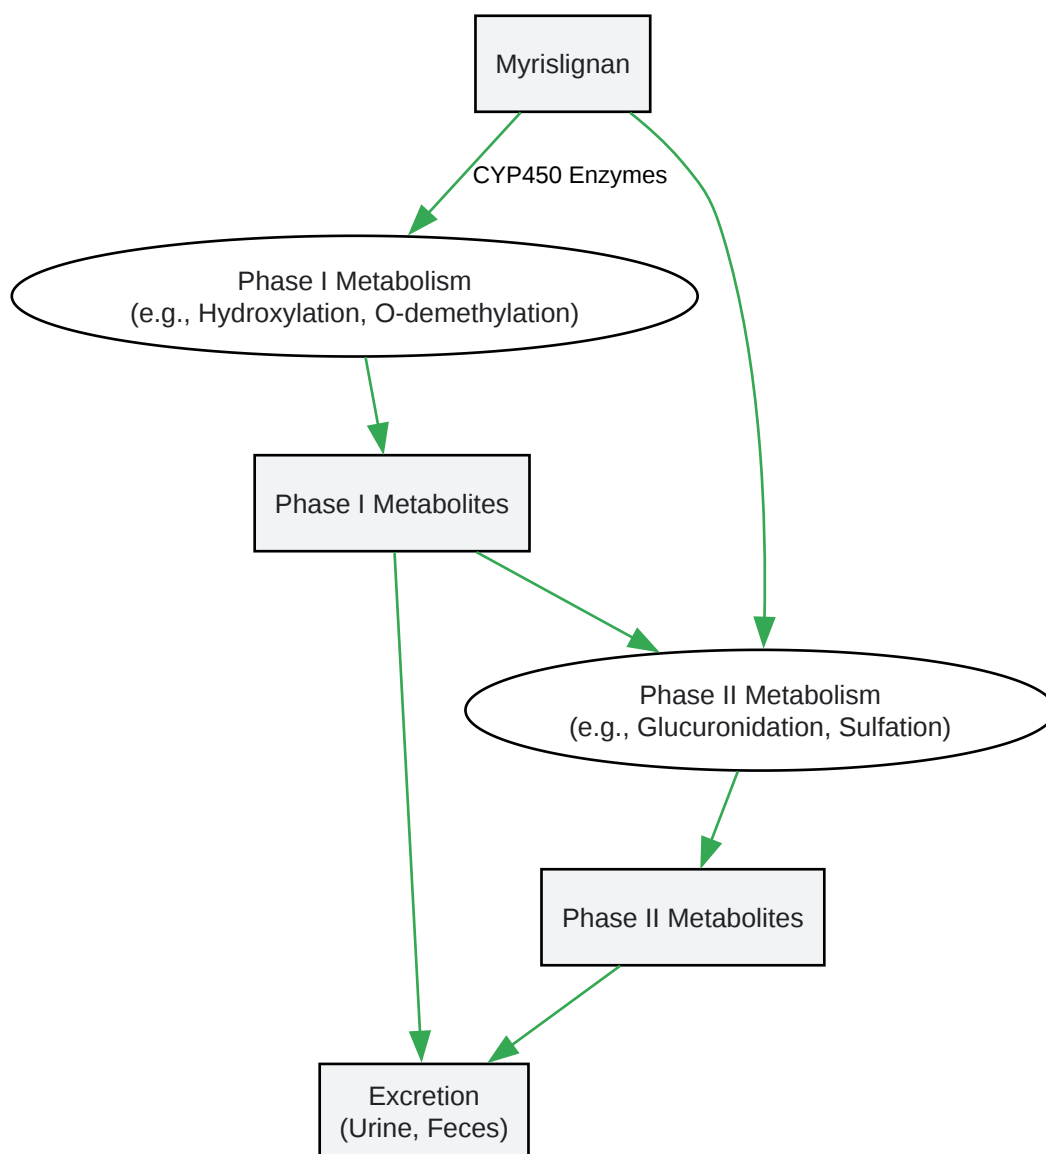 Myrislignan
CYP450 Enzymes
Phase I Metabolism
(e.g., Hydroxylation, O-demethylation)
Phase I Metabolites
Phase II Metabolism
(e.g., Glucuronidation, Sulfation)
Phase II Metabolites
Excretion
(Urine, Feces)